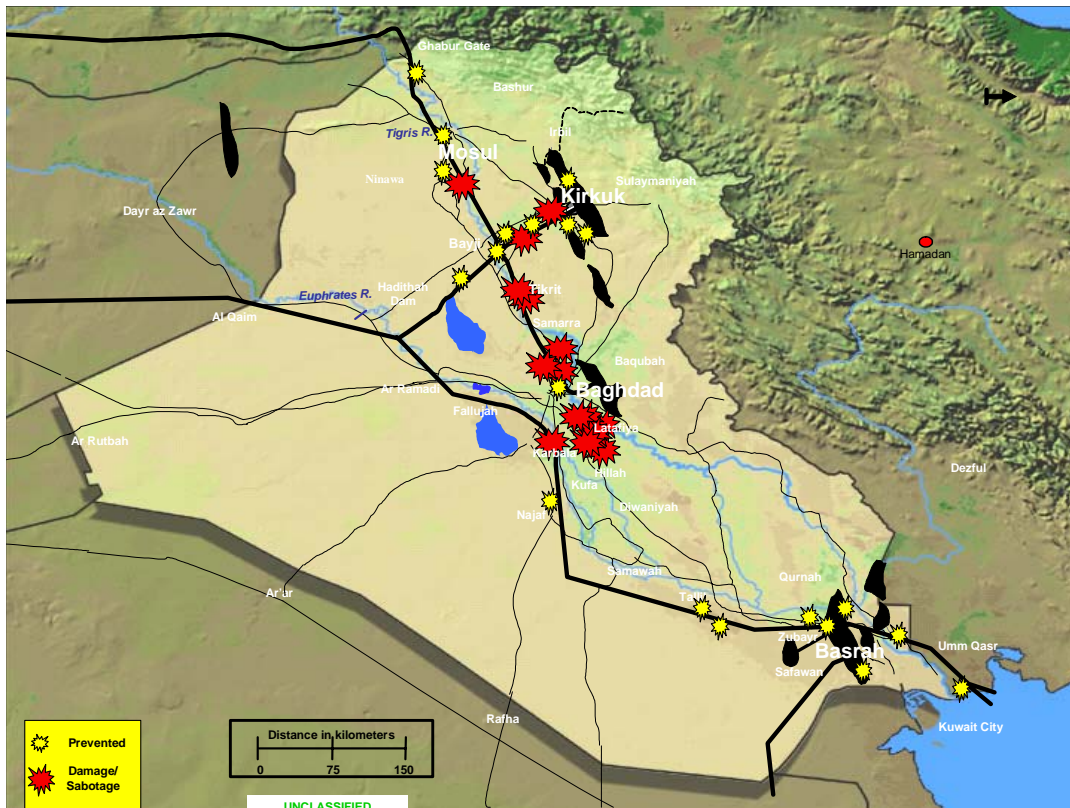 Ghabur Gate
Bashur
Tigris R.
Irbil
Mosul
Ninawa
Sulaymaniyah
Kirkuk
Dayr az Zawr
Bayji
Hamadan
Hadithah
Dam
Tikrit
Euphrates R.
Al Qaim
Samarra
Baqubah
Ar Ramadi
Baghdad
Fallujah
Latafiya
Ar Rutbah
Karbala
Hillah
Dezful
Kufa
Najaf
Diwaniyah
Samawah
Qurnah
Ar'ar
Zubayr
Umm Qasr
Basrah
Safawan
Rafha
Kuwait City
Prevented
Damage/
Sabotage
Distance in kilometers
0 75 150
UNCLASSIFIED